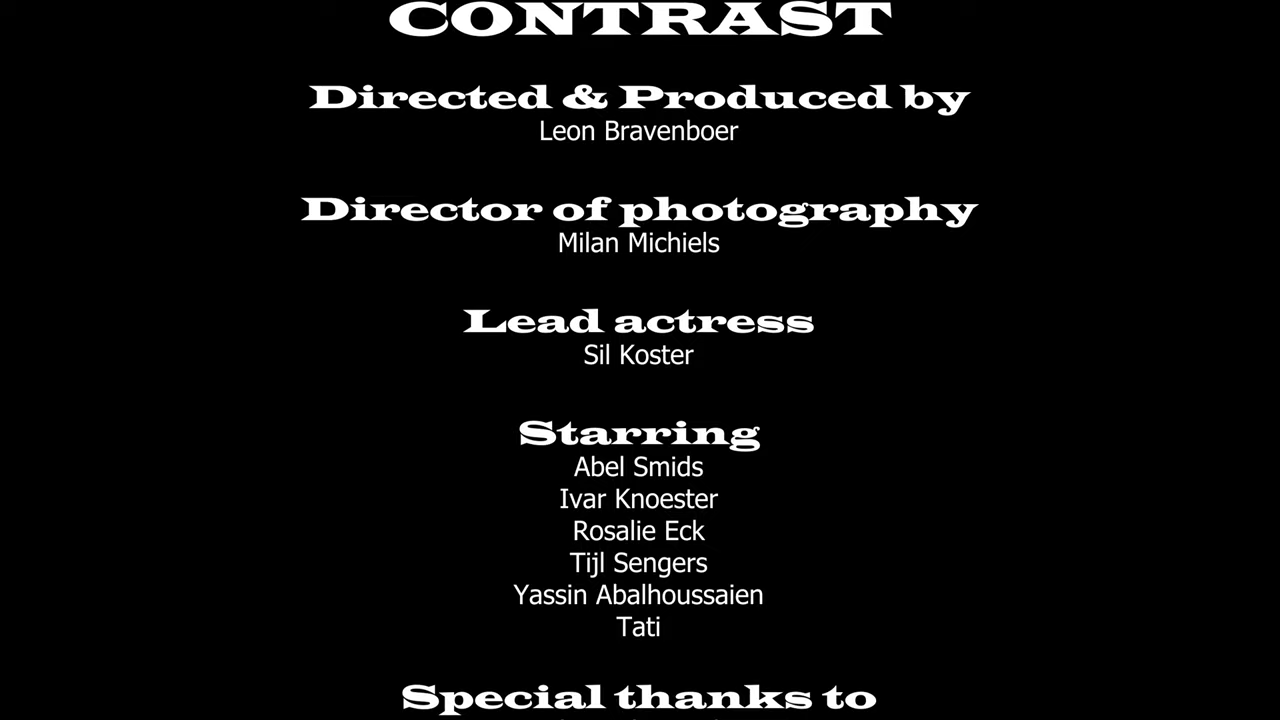 CONTRAST
Directed & Produced by
Leon Bravenboer
Director of photography
Milan Michiels
Lead actress
Sil Koster
Starring
Abel Smids
Ivar Knoester
Rosalie Eck
Tijl Sengers
Yassin Abalhoussaien
Tati
Special thanks to